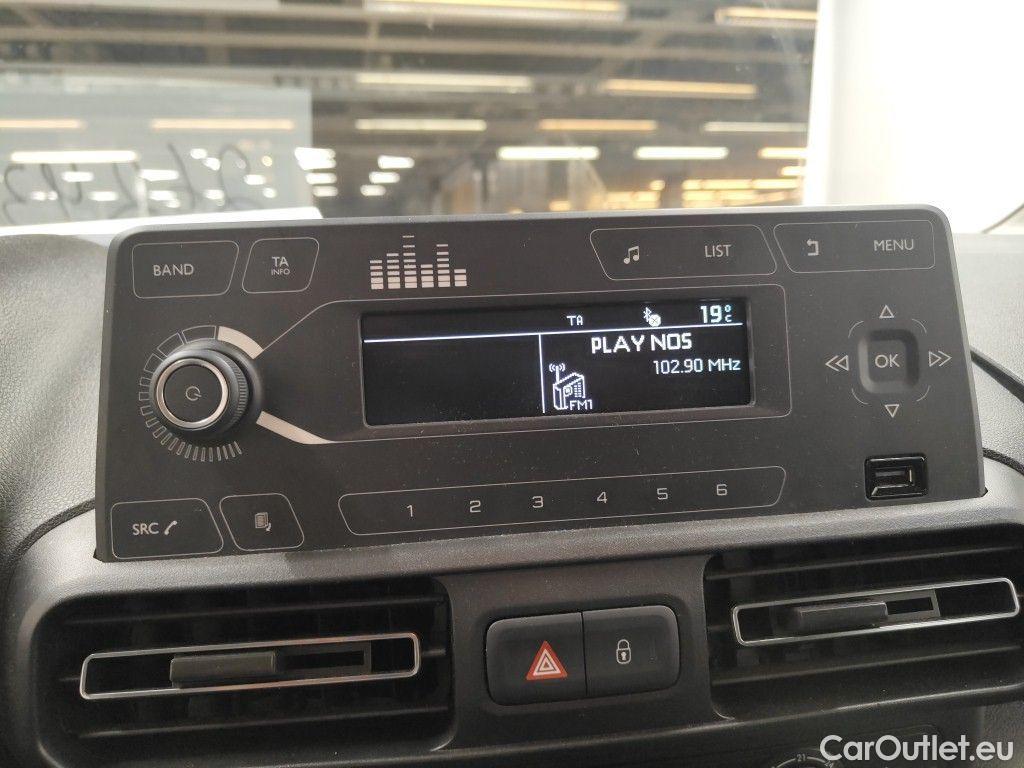 BAND
TA
INFO
LIST
MENU
TA
19°C
PLAY NOS
102.90 MHz
FM1
OK
SRC
1 2 3 4 5 6
CarOutlet.eu